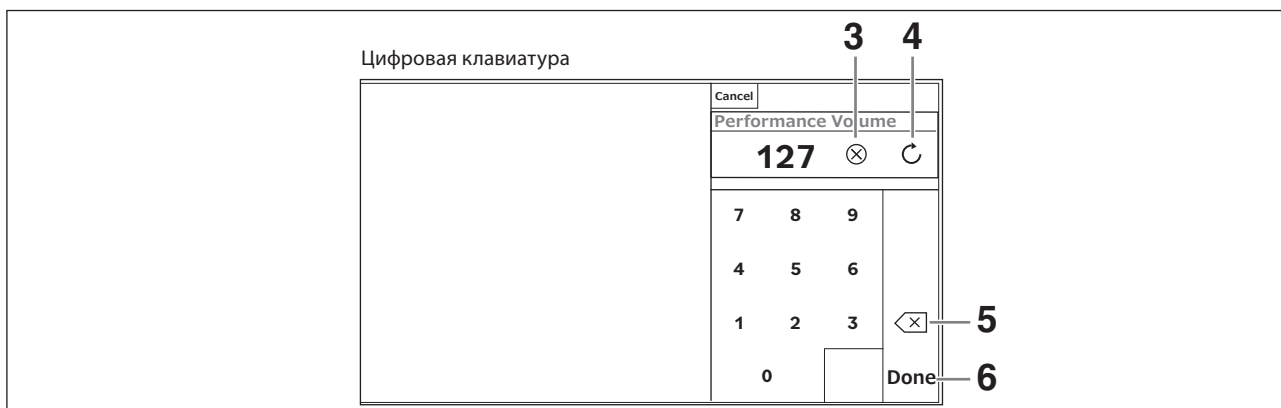 3 4
Цифровая клавиатура
Cancel
Performance Volume
127
7 8 9
4 5 6
1 2 3
5
0
Done
6